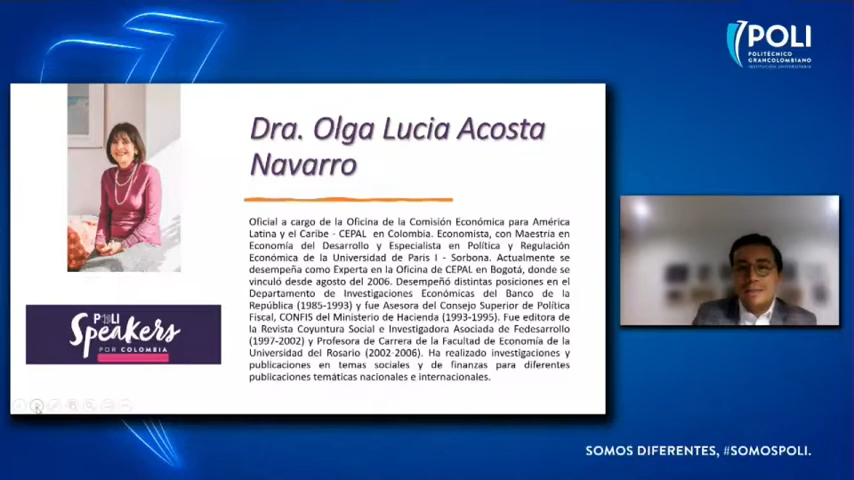 POLI
POLITÉCNICO
GRANCOLOMBIANO
INSTITUCIÓN UNIVERSITARIA
Dra. Olga Lucia Acosta
Navarro
Oficial a cargo de la Oficina de la Comisión Económica para América
Latina y el Caribe - CEPAL en Colombia. Economista, con Maestria en
Economía del Desarrollo y Especialista en Política y Regulación
Económica de la Universidad de Paris I - Sorbona. Actualmente se
desempeña como Experta en la Oficina de CEPAL en Bogotá, donde se
vinculó desde agosto del 2006. Desempeñó distintas posiciones en el
Departamento de Investigaciones Económicas del Banco de la
República (1985-1993) y fue Asesora del Consejo Superior de Política
Fiscal, CONFIS del Ministerio de Hacienda (1993-1995). Fue editora de
la Revista Coyuntura Social e Investigadora Asociada de Fedesarrollo
(1997-2002) y Profesora de Carrera de la Facultad de Economía de la
Universidad del Rosario (2002-2006). Ha realizado investigaciones y
publicaciones en temas sociales y de finanzas para diferentes
publicaciones temáticas nacionales e internacionales.
POLI
Speakers
POR COLOMBIA
SOMOS DIFERENTES, #SOMOSPOLI.